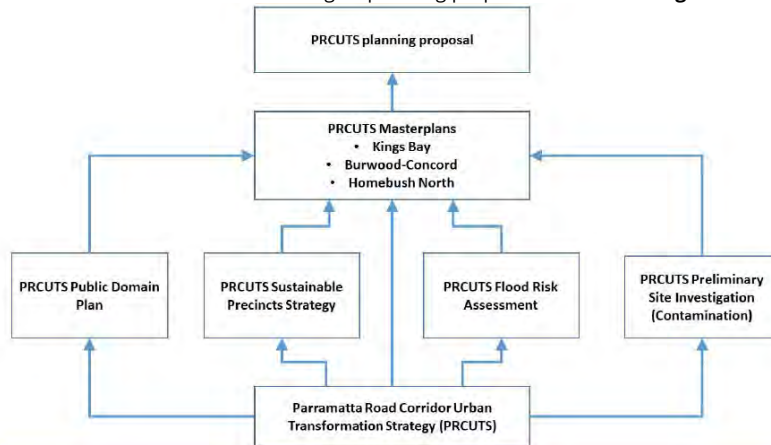 PRCUTS planning proposal
PRCUTS Masterplans
• Kings Bay
• Burwood-Concord
• Homebush North
PRCUTS Public Domain
Plan
PRCUTS Sustainable
Precincts Strategy
PRCUTS Flood Risk
Assessment
PRCUTS Preliminary
Site Investigation
(Contamination)
Parramatta Road Corridor Urban
Transformation Strategy (PRCUTS)